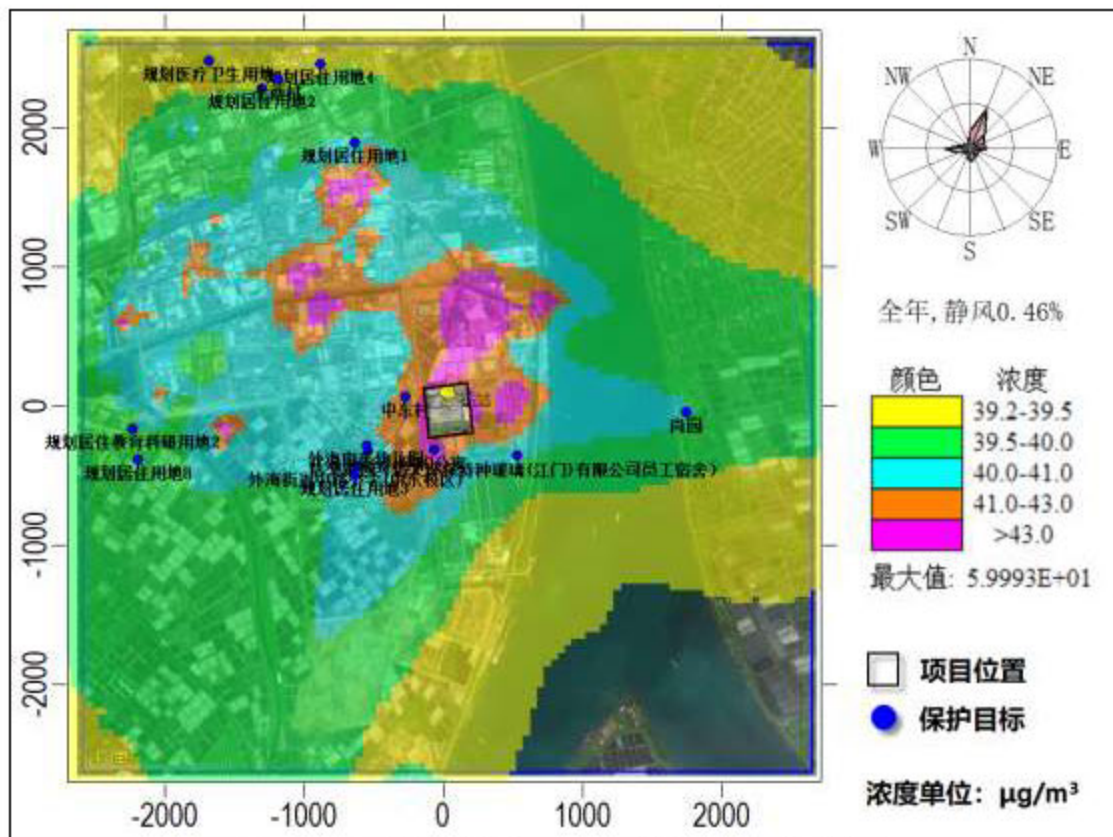 规划医疗卫生用地
规划居住用地4
规划居住用地2
规划居住用地1
中东村
规划居住教育科研用地2
规划居住用地8
尚园
特种玻璃(江门)有限公司员工宿舍)
规划居住用地3
2000
1000
0
-1000
-2000
-2000
-1000
0
1000
2000
N
NW
NE
W
E
SW
SE
S
全年,静风0.46%
颜色 浓度
39.2-39.5
39.5-40.0
40.0-41.0
41.0-43.0
>43.0
最大值: 5.9993E+01
项目位置
保护目标
浓度单位：μg/m³